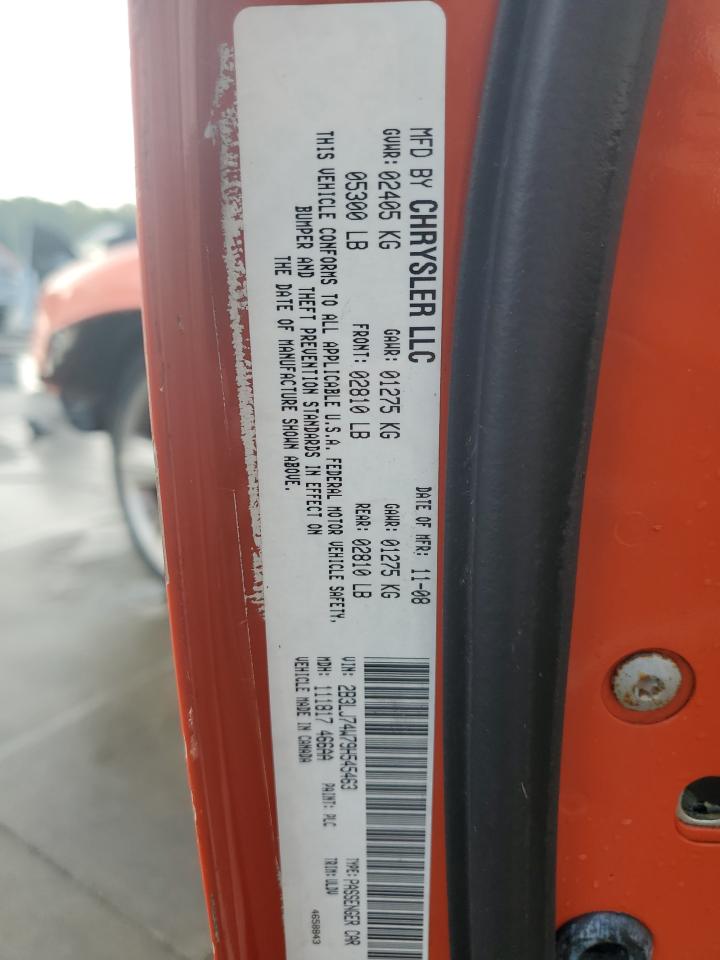 MFD BY CHRYSLER LLC DATE OF MFR: 11-08
GVWR: 02405 KG GAWR: 01275 KG GAWR: 01275 KG
05300 LB FRONT: 02810 LB REAR: 02810 LB
THIS VEHICLE CONFORMS TO ALL APPLICABLE U.S.A. FEDERAL MOTOR VEHICLE SAFETY,
BUMPER AND THEFT PREVENTION STANDARDS IN EFFECT ON
THE DATE OF MANUFACTURE SHOWN ABOVE.
VIN: 2B3LJ74W79H545463 TYPE: PASSENGER CAR
MDH: 111817 466AA PAINT: PLC TRIM: VLDV
VEHICLE MADE IN CANADA 4658843